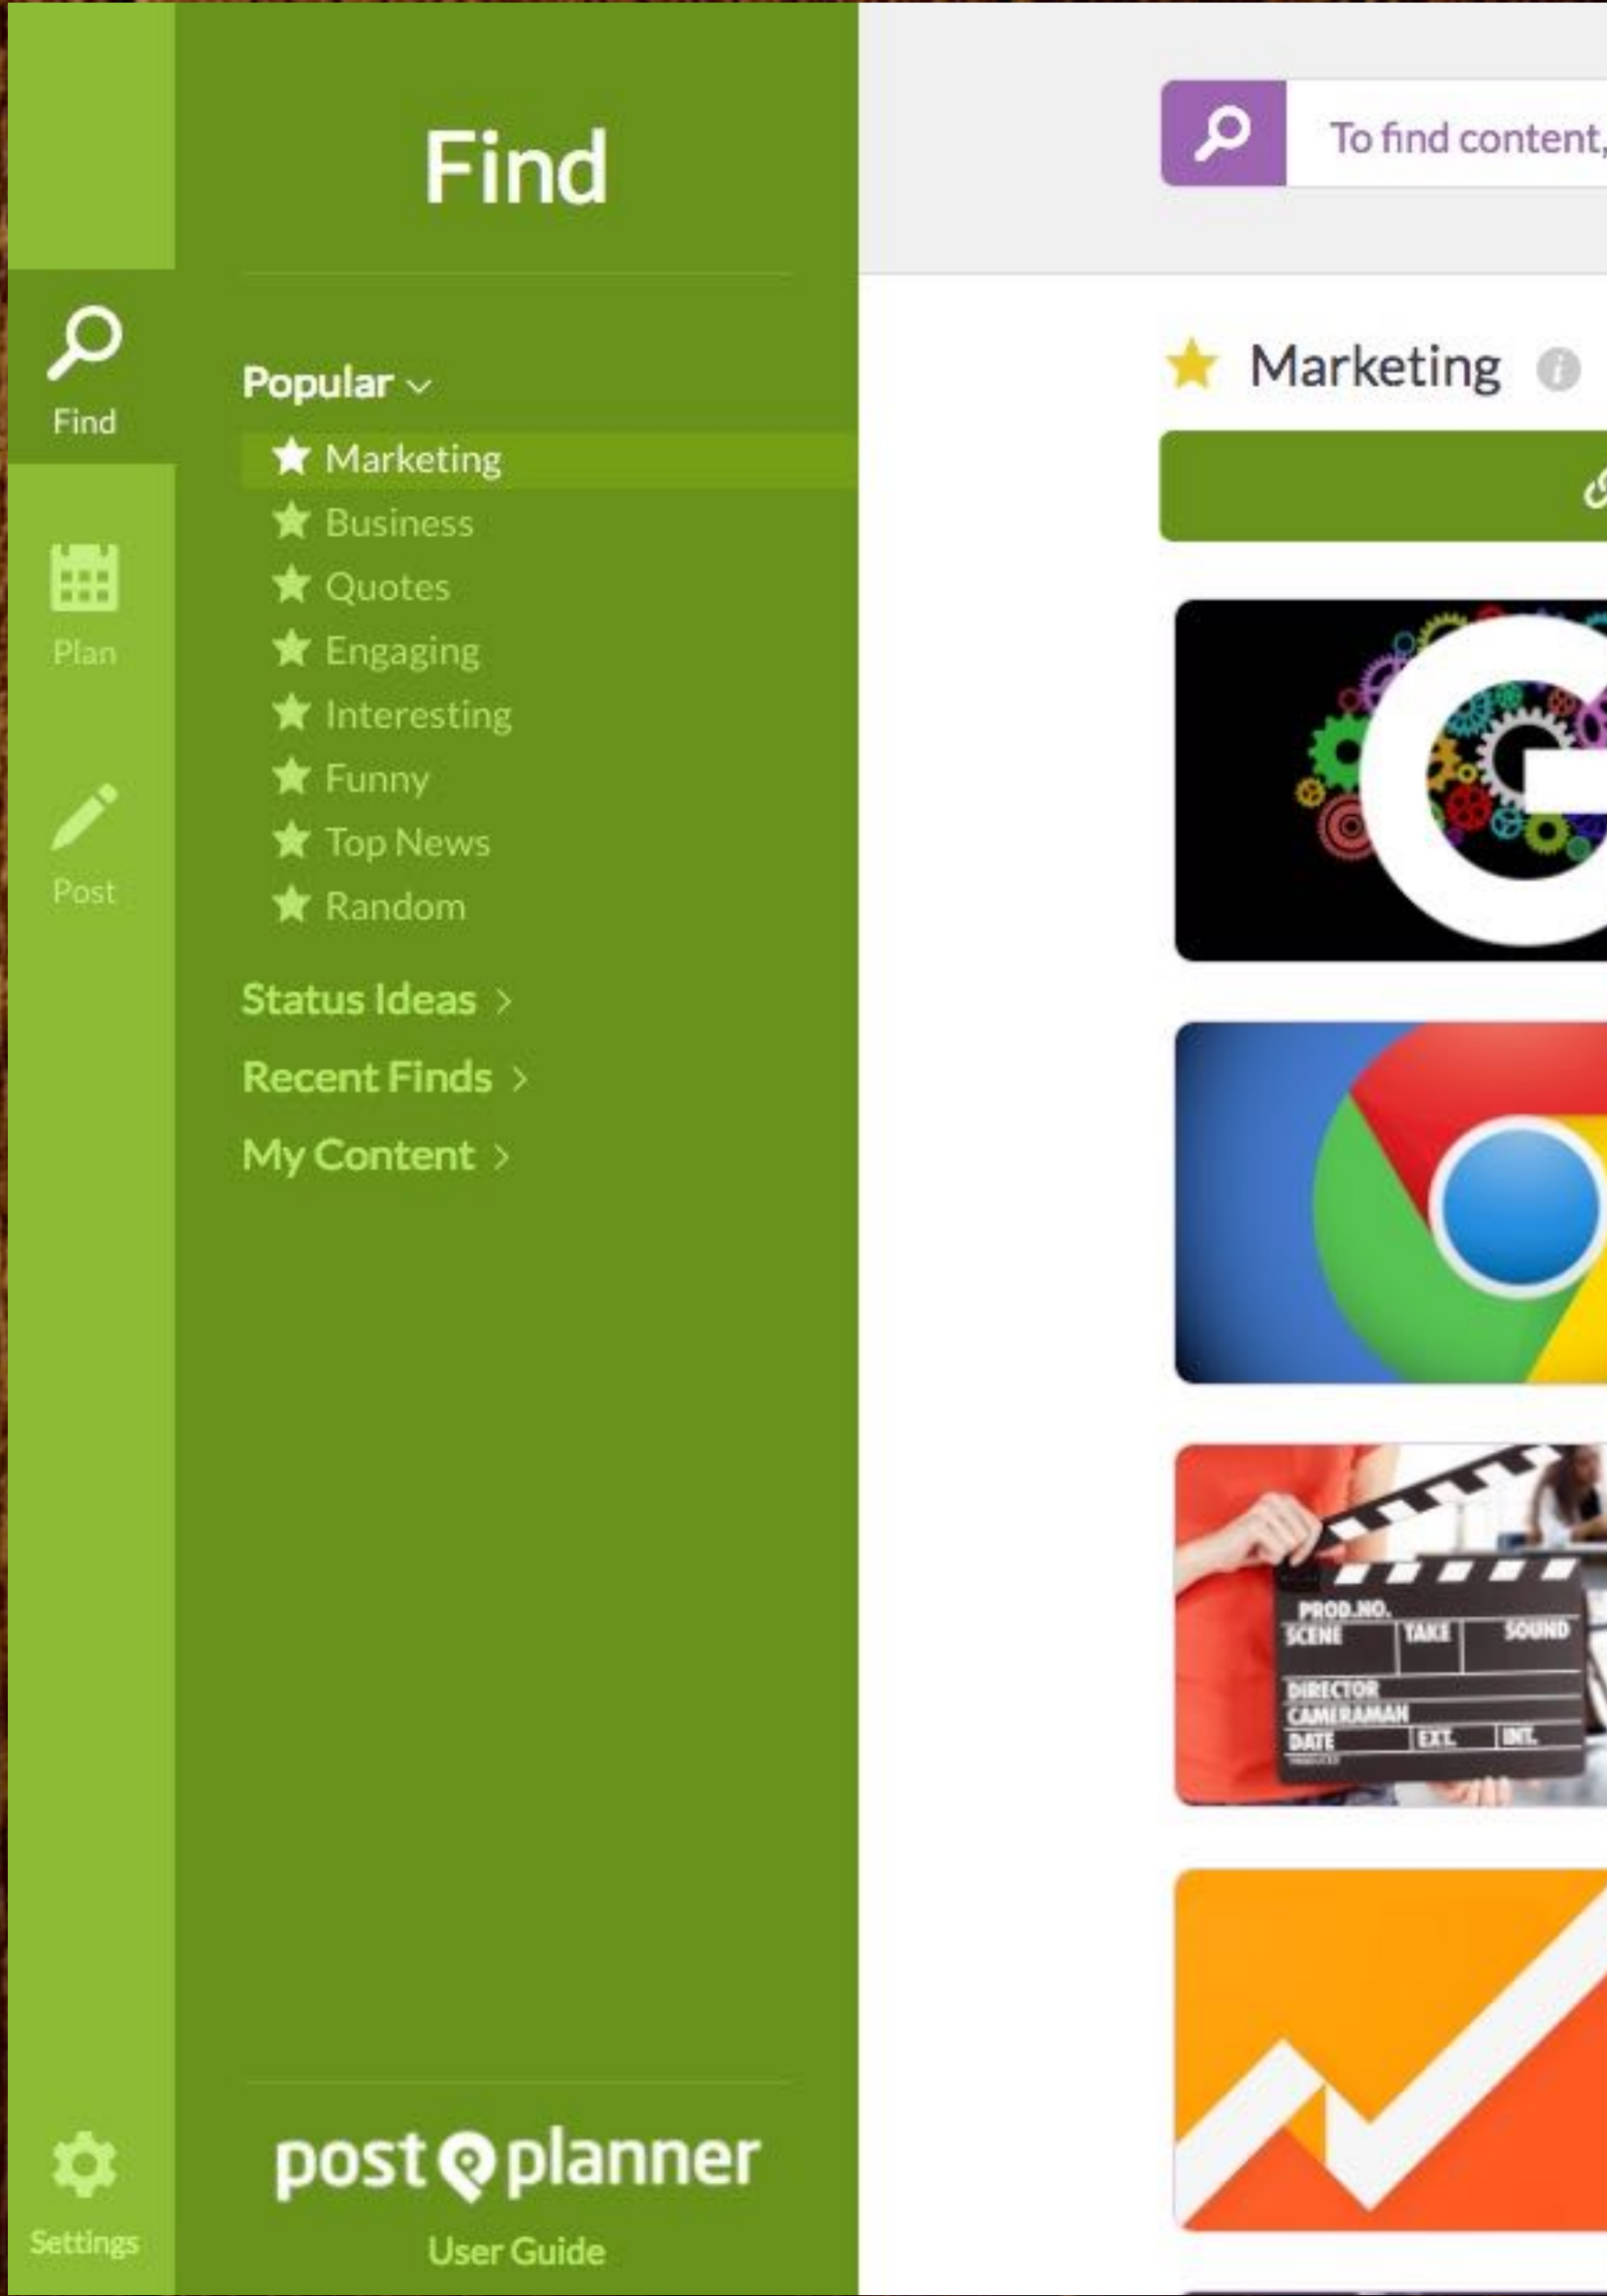 Find
Find
Plan
Post
Settings
Popular
Marketing
Business
Quotes
Engaging
Interesting
Funny
Top News
Random
Status Ideas
Recent Finds
My Content
post planner
User Guide
To find content,
Marketing
G
PROD.NO.
SCENE TAKE SOUND
DIRECTOR
CAMERAMAN
DATE EXT. INT.